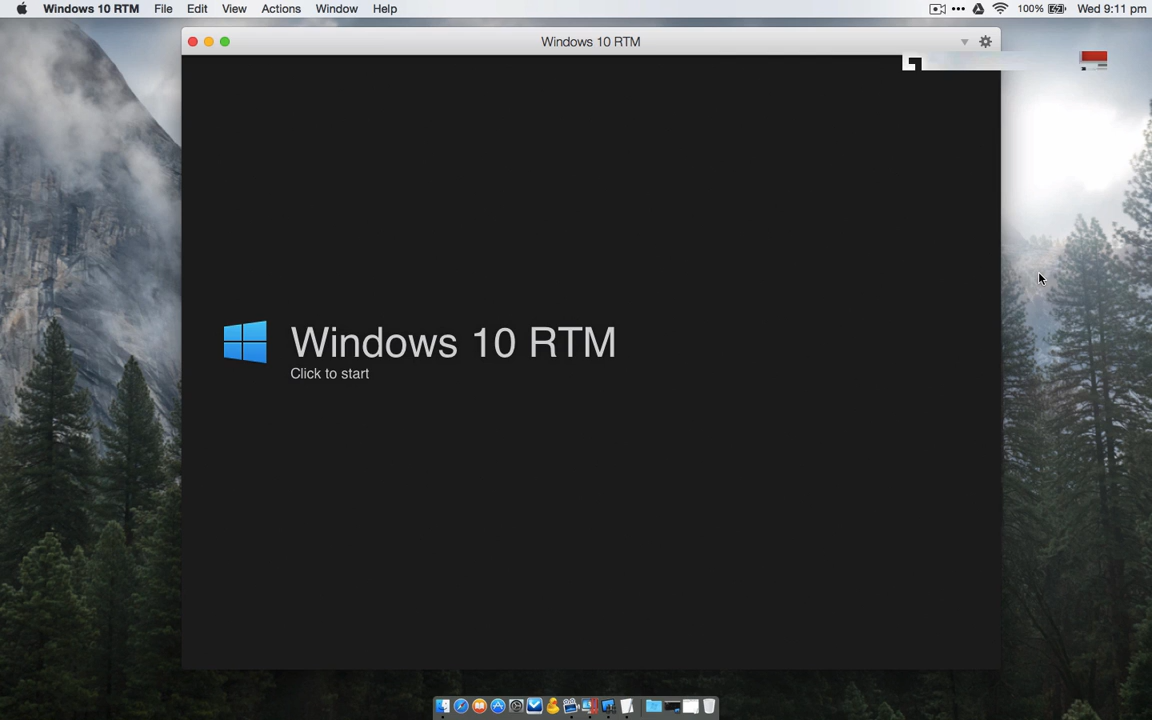 Windows 10 RTM File Edit View Actions Window Help 100% Wed 9:11 pm
Windows 10 RTM
Windows 10 RTM
Click to start